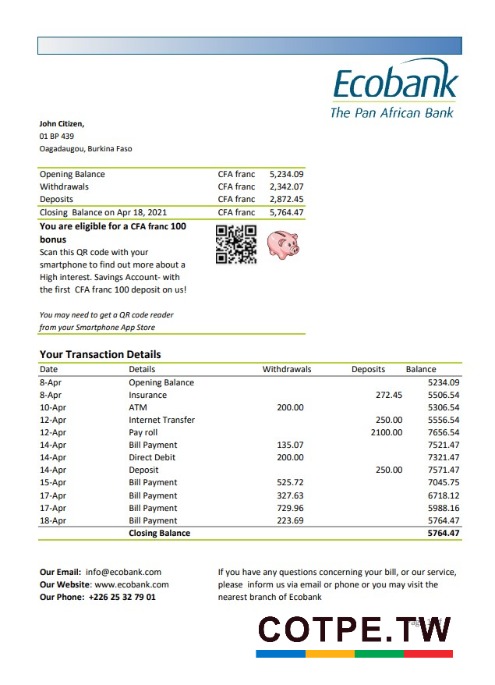 Ecobank
The Pan African Bank
John Citizen,
01 BP 439
Oagadaugou, Burkina Faso
Opening Balance CFA franc 5,234.09
Withdrawals CFA franc 2,342.07
Deposits CFA franc 2,872.45
Closing Balance on Apr 18, 2021 CFA franc 5,764.47
You are eligible for a CFA franc 100
bonus
Scan this QR code with your
smartphone to find out more about a
High interest. Savings Account- with
the first CFA franc 100 deposit on us!
You may need to get a QR code reader
from your Smartphone App Store
Your Transaction Details
Date Details Withdrawals Deposits Balance
8-Apr Opening Balance 5234.09
8-Apr Insurance 272.45 5506.54
10-Apr ATM 200.00 5306.54
12-Apr Internet Transfer 250.00 5556.54
12-Apr Pay roll 2100.00 7656.54
14-Apr Bill Payment 135.07 7521.47
14-Apr Direct Debit 200.00 7321.47
14-Apr Deposit 250.00 7571.47
15-Apr Bill Payment 525.72 7045.75
17-Apr Bill Payment 327.63 6718.12
17-Apr Bill Payment 729.96 5988.16
18-Apr Bill Payment 223.69 5764.47
Closing Balance 5764.47
Our Email: info@ecobank.com
Our Website: www.ecobank.com
Our Phone: +226 25 32 79 01
If you have any questions concerning your bill, or our service,
please inform us via email or phone or you may visit the
nearest branch of Ecobank
COTPE.TW